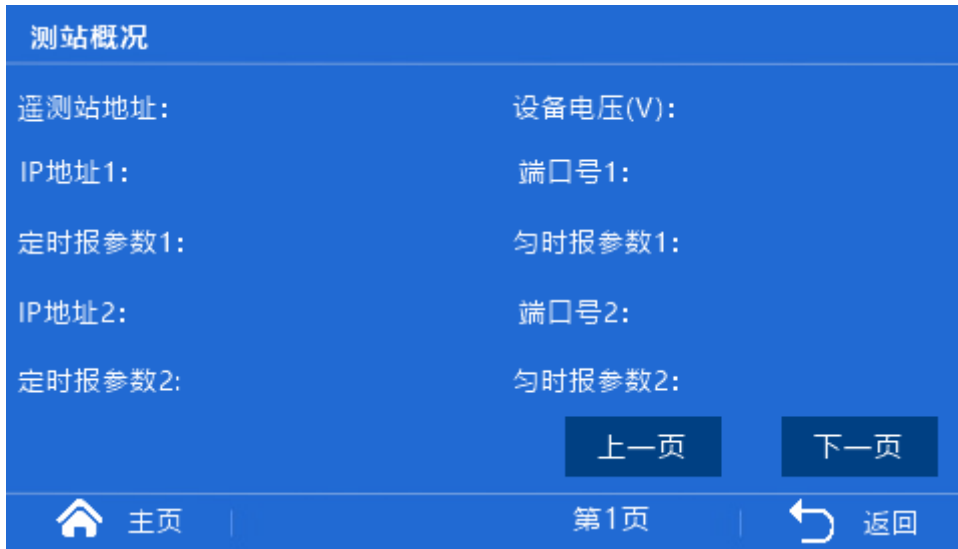 测站概况
遥测站地址： 设备电压(V)：
IP地址1： 端口号1：
定时报参数1： 匀时报参数1：
IP地址2： 端口号2：
定时报参数2: 匀时报参数2：
上一页 下一页
主页 第1页 返回